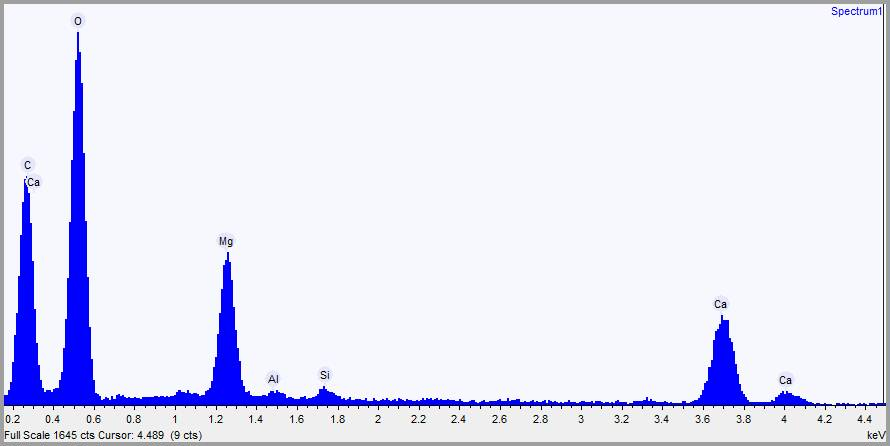 Spectrum1
O
C
Ca
Mg
Al
Si
Ca
Ca
0.2 0.4 0.6 0.8 1 1.2 1.4 1.6 1.8 2 2.2 2.4 2.6 2.8 3 3.2 3.4 3.6 3.8 4 4.2 4.4
Full Scale 1645 cts Cursor: 4.489 (9 cts) keV